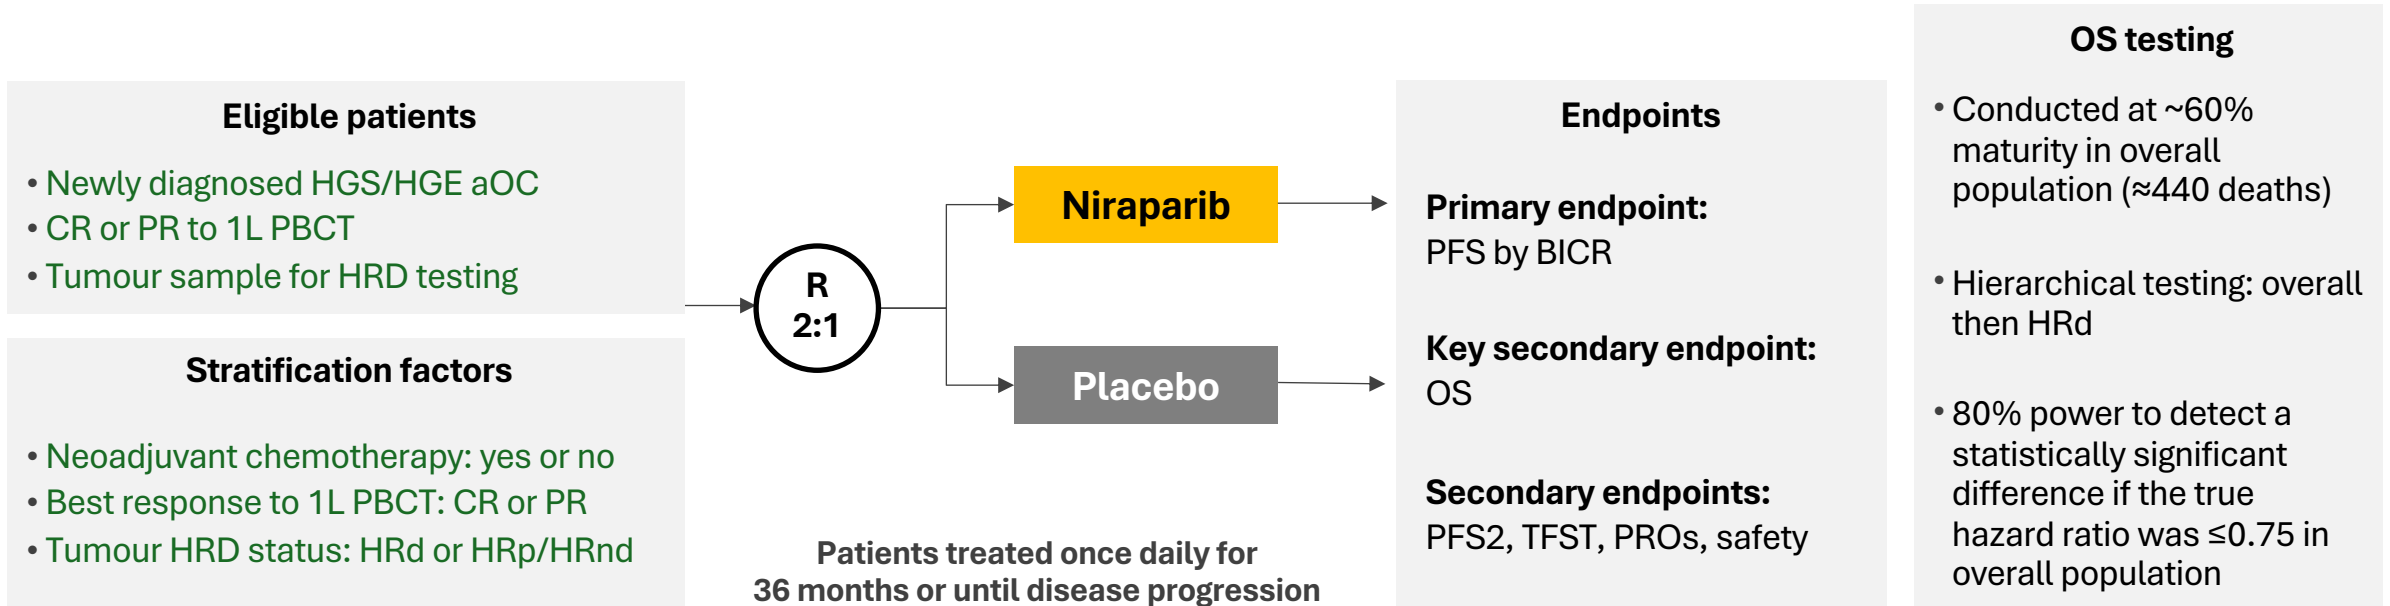 Eligible patients
• Newly diagnosed HGS/HGE aOC
• CR or PR to 1L PBCT
• Tumour sample for HRD testing
Stratification factors
• Neoadjuvant chemotherapy: yes or no
• Best response to 1L PBCT: CR or PR
• Tumour HRD status: HRd or HRp/HRnd
R
2:1
Niraparib
Placebo
Patients treated once daily for
36 months or until disease progression
Endpoints
Primary endpoint:
PFS by BICR
Key secondary endpoint:
OS
Secondary endpoints:
PFS2, TFST, PROs, safety
OS testing
• Conducted at ~60%
maturity in overall
population (≈440 deaths)
• Hierarchical testing: overall
then HRd
• 80% power to detect a
statistically significant
difference if the true
hazard ratio was ≤0.75 in
overall population